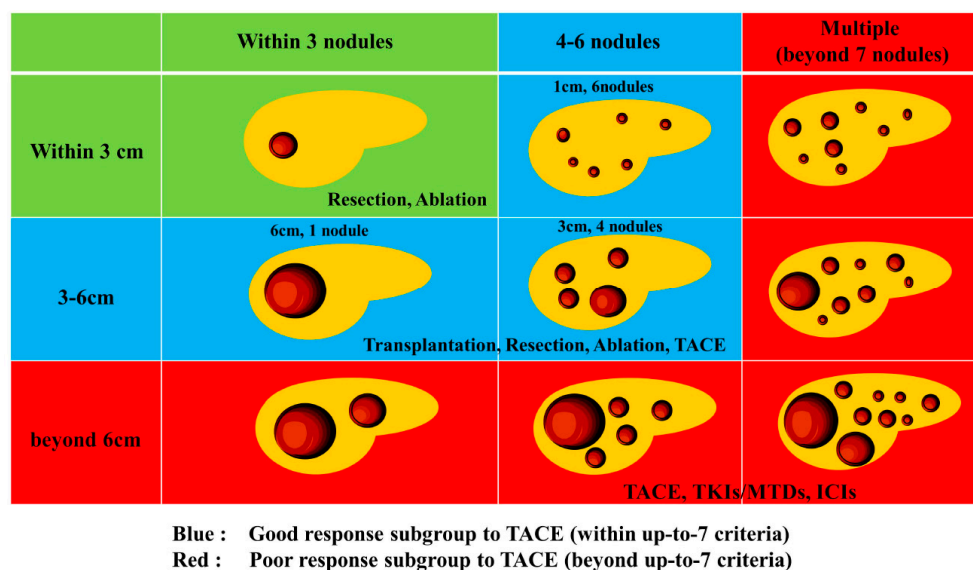 Within 3 nodules
4-6 nodules
Multiple
(beyond 7 nodules)
Within 3 cm
1cm, 6nodules
Resection, Ablation
3-6cm
6cm, 1 nodule
3cm, 4 nodules
Transplantation, Resection, Ablation, TACE
beyond 6cm
TACE, TKIs/MTDs, ICIs
Blue : Good response subgroup to TACE (within up-to-7 criteria)
Red : Poor response subgroup to TACE (beyond up-to-7 criteria)